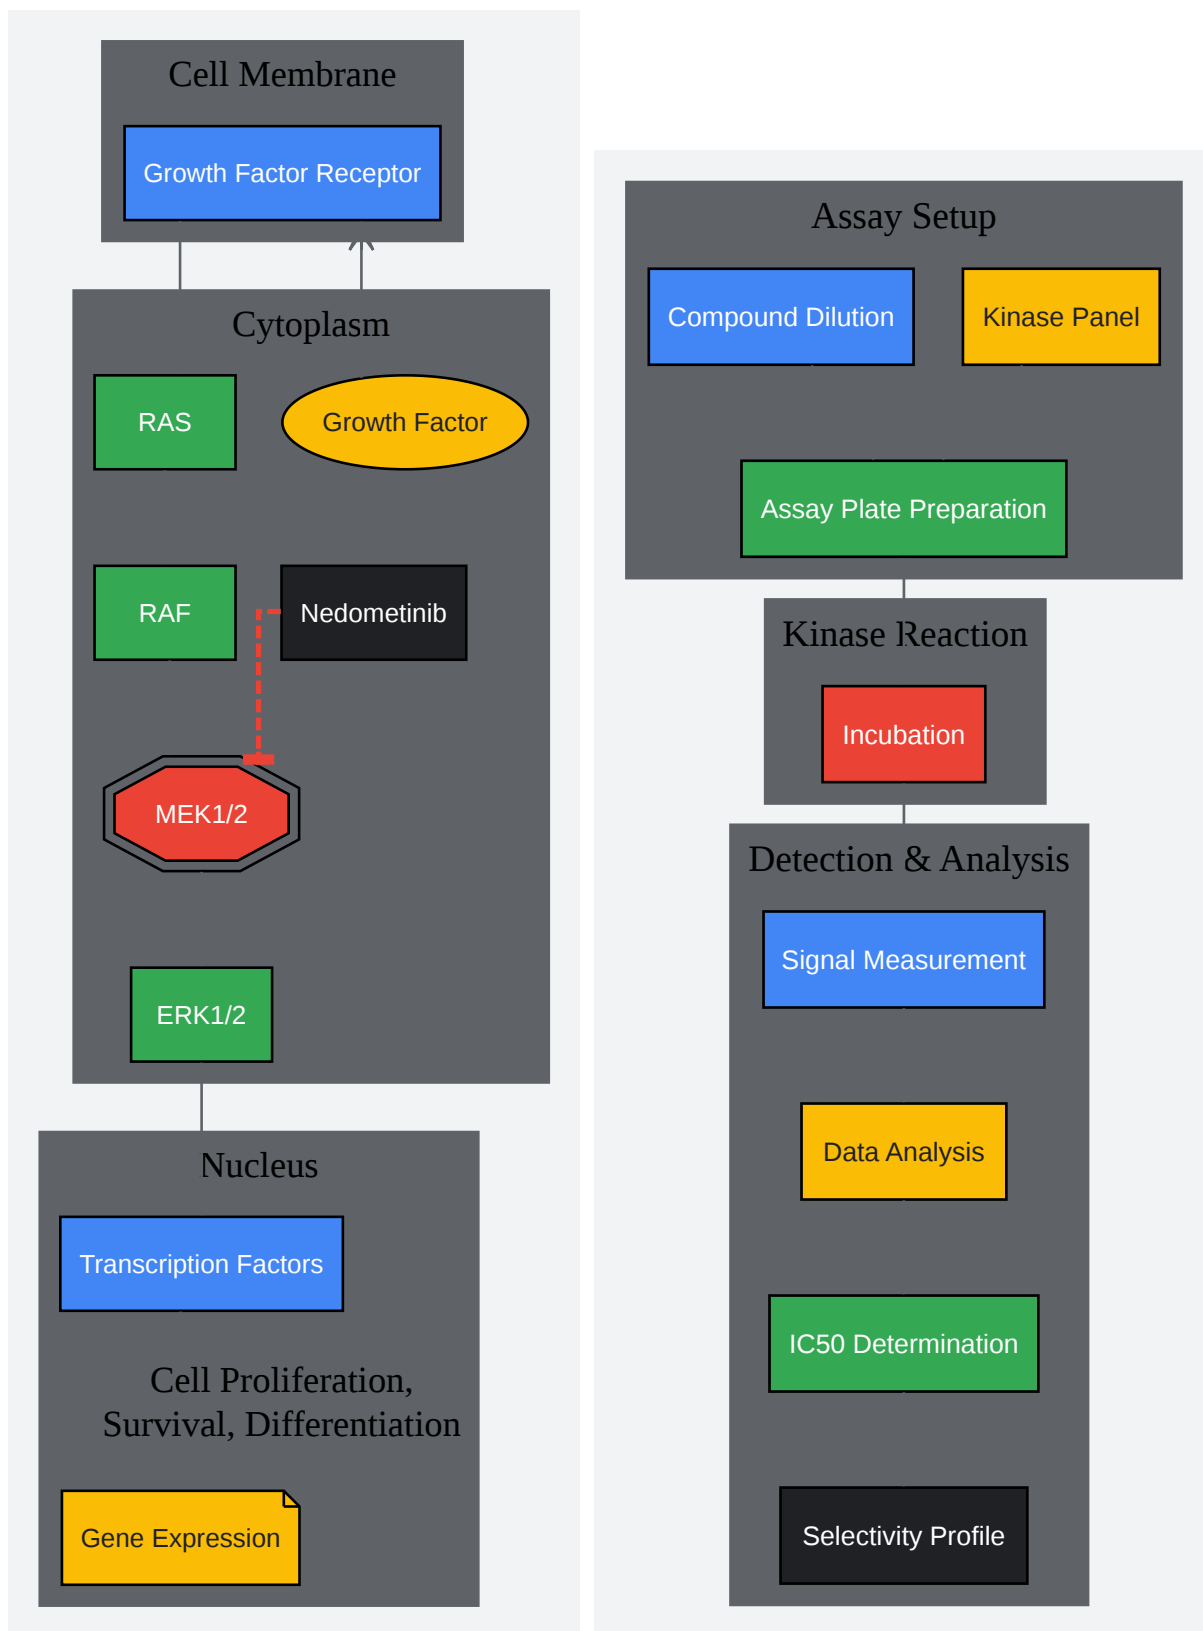 Cell Membrane
Growth Factor Receptor
Cytoplasm
RAS
Growth Factor
RAF
Nedometinib
MEK1/2
ERK1/2
Nucleus
Transcription Factors
Cell Proliferation,
Survival, Differentiation
Gene Expression
Assay Setup
Compound Dilution
Kinase Panel
Assay Plate Preparation
Kinase Reaction
Incubation
Detection & Analysis
Signal Measurement
Data Analysis
IC50 Determination
Selectivity Profile